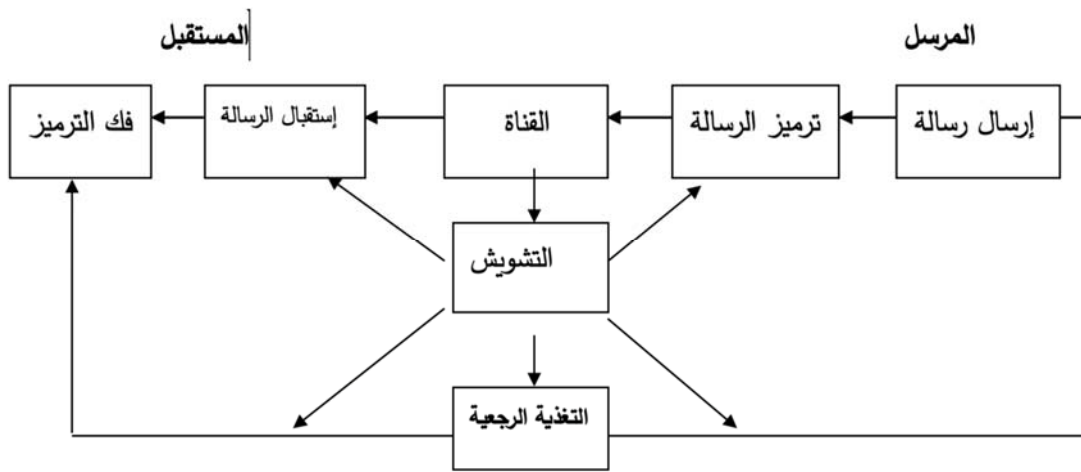 المرسل
المستقبل
إرسال رسالة
ترميز الرسالة
القناة
إستقبال الرسالة
فك الترميز
التشويش
التغذية الرجعية